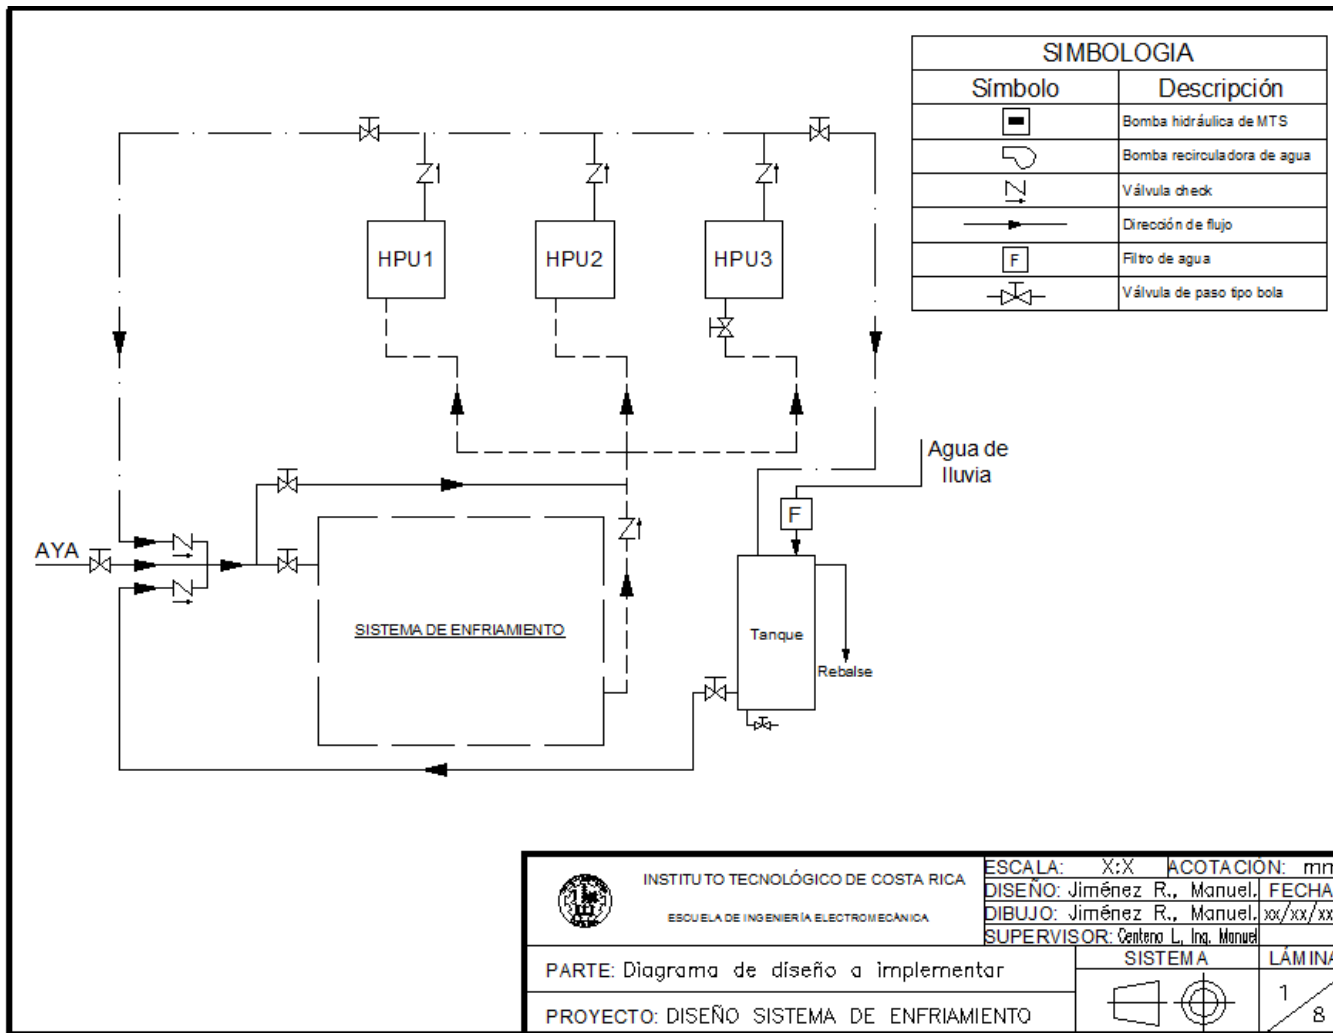 SIMBOLOGIA
Símbolo
Descripción
Bomba hidráulica de MTS
Bomba recirculadora de agua
Válvula check
Dirección de flujo
F
Filtro de agua
Válvula de paso tipo bola
HPU1
HPU2
HPU3
Agua de
lluvia
F
AYA
SISTEMA DE ENFRIAMIENTO
Tanque
Rebalse
INSTITUTO TECNOLÓGICO DE COSTA RICA
ESCUELA DE INGENIERÍA ELECTROMECÁNICA
ESCALA: X:X
ACOTACIÓN: mm
DISEÑO: Jiménez R., Manuel.
FECHA
DIBUJO: Jiménez R., Manuel.
xx/xx/xx
SUPERVISOR: Centeno L, Ing. Manuel
PARTE: Diagrama de diseño a implementar
SISTEMA
LÁMINA
1/8
PROYECTO: DISEÑO SISTEMA DE ENFRIAMIENTO